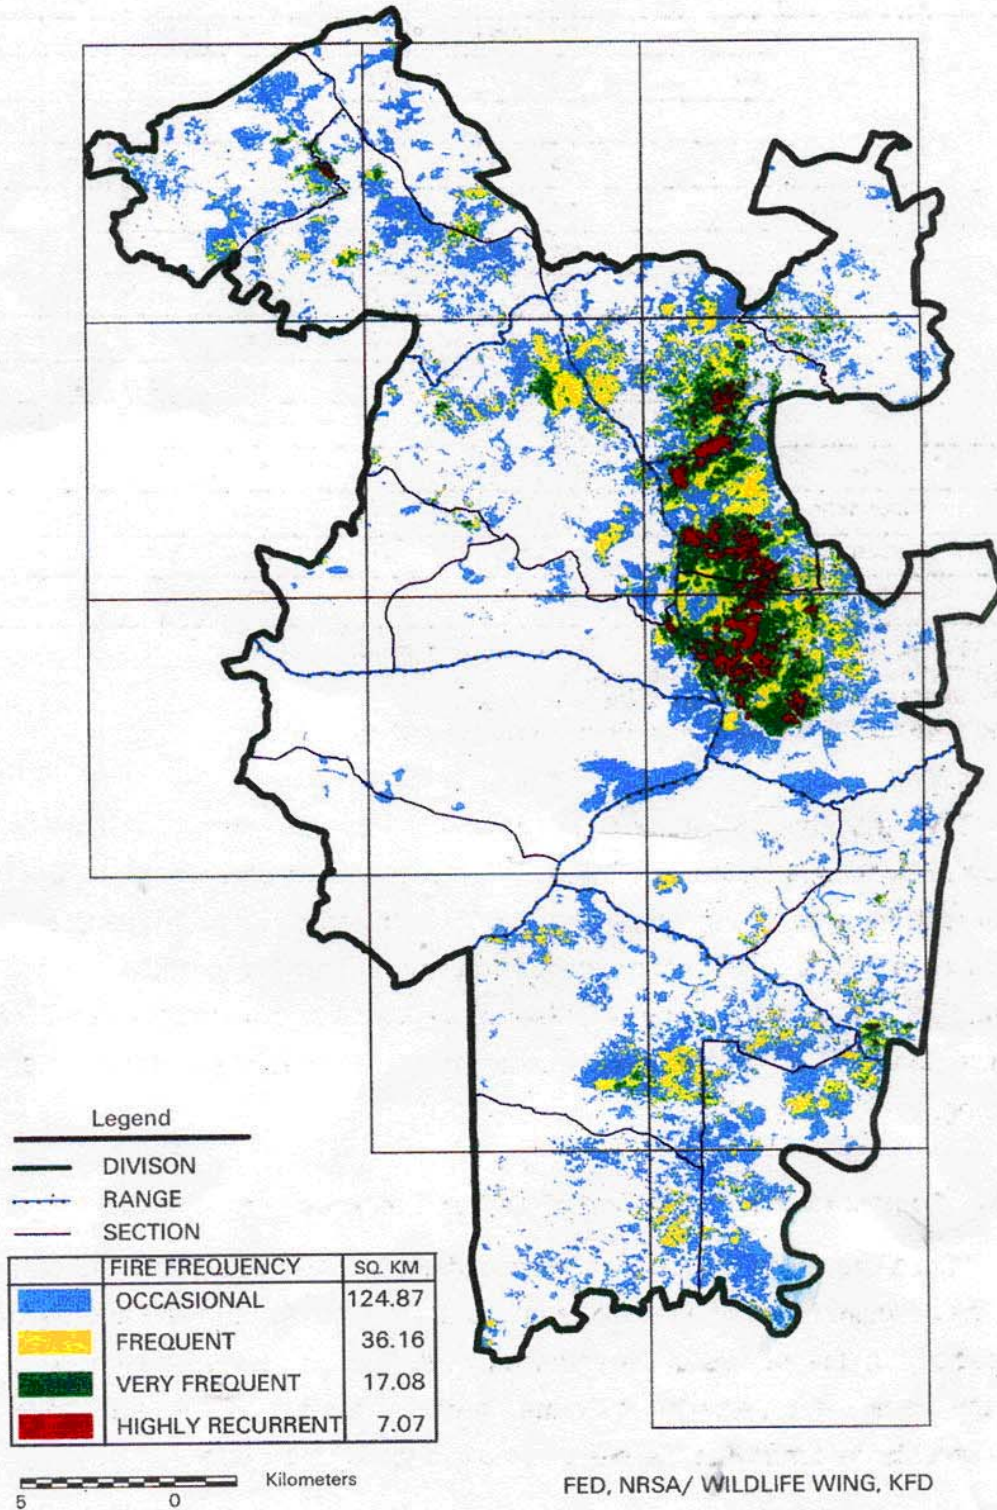 Legend
DIVISON
RANGE
SECTION
FIRE FREQUENCY SQ. KM
OCCASIONAL 124.87
FREQUENT 36.16
VERY FREQUENT 17.08
HIGHLY RECURRENT 7.07
Kilometers
5 0
FED, NRSA/ WILDLIFE WING, KFD